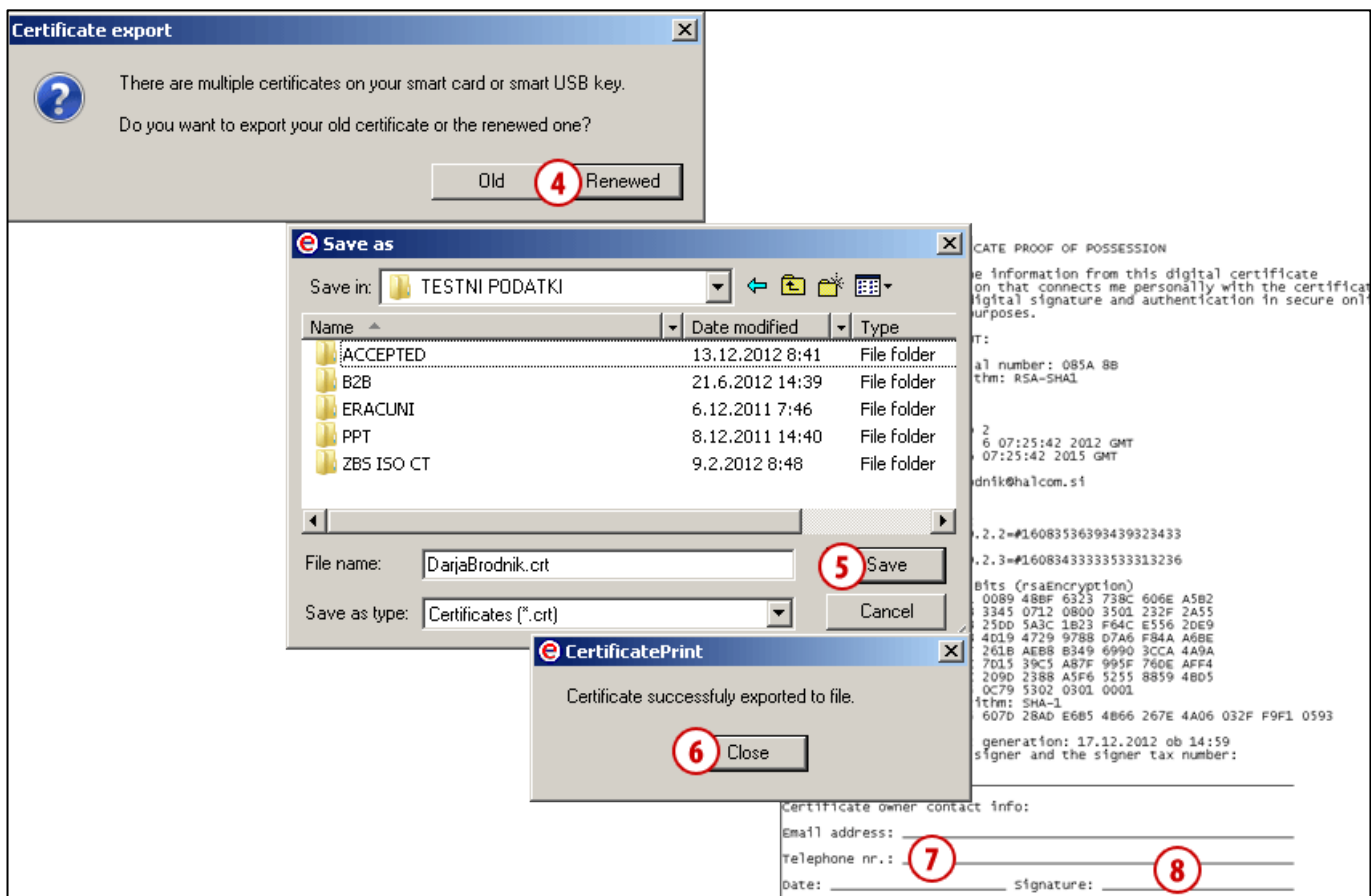 Certificate export
There are multiple certificates on your smart card or smart USB key.
Do you want to export your old certificate or the renewed one?
Old
4
Renewed
Save as
Save in:
TESTNI PODATKI
Name
Date modified
Type
ACCEPTED 13.12.2012 8:41 File folder
B2B 21.6.2012 14:39 File folder
ERACUNI 6.12.2011 7:46 File folder
PPT 8.12.2011 14:40 File folder
ZBS ISO CT 9.2.2012 8:48 File folder
File name: DarjaBrodnik.crt
5
Save
Save as type: Certificates (*.crt)
Cancel
CertificatePrint
Certificate successfuly exported to file.
6
Close
CATE PROOF OF POSSESSION
e information from this digital certificate
on that connects me personally with the certificat
igital signature and authentication in secure onl
urposes.
T:
al number: 085A 8B
thm: RSA-SHA1
2
6 07:25:42 2012 GMT
07:25:42 2015 GMT
dnik@halcom.si
.2.2=#16083536393439323433
.2.3=#16083433333533313236
Bits (rsaEncryption)
0089 48BF 6323 738C 606E A5B2
3345 0712 0800 3501 232F 2A55
25DD 5A3C 1B23 F64C E556 2DE9
4D19 4729 9788 D7A6 F84A A6BE
261B AEB8 B349 6990 3CCA 4A9A
7D15 39C5 A87F 995F 760E AFF4
209D 2388 A5F6 5255 8859 4BD5
0C79 5302 0301 0001
ithm: SHA-1
607D 28AD E6B5 4B66 267E 4A06 032F F9F1 0593
generation: 17.12.2012 ob 14:59
signer and the signer tax number:
Certificate owner contact info:
Email address:
Telephone nr.:
7
8
Date: Signature: